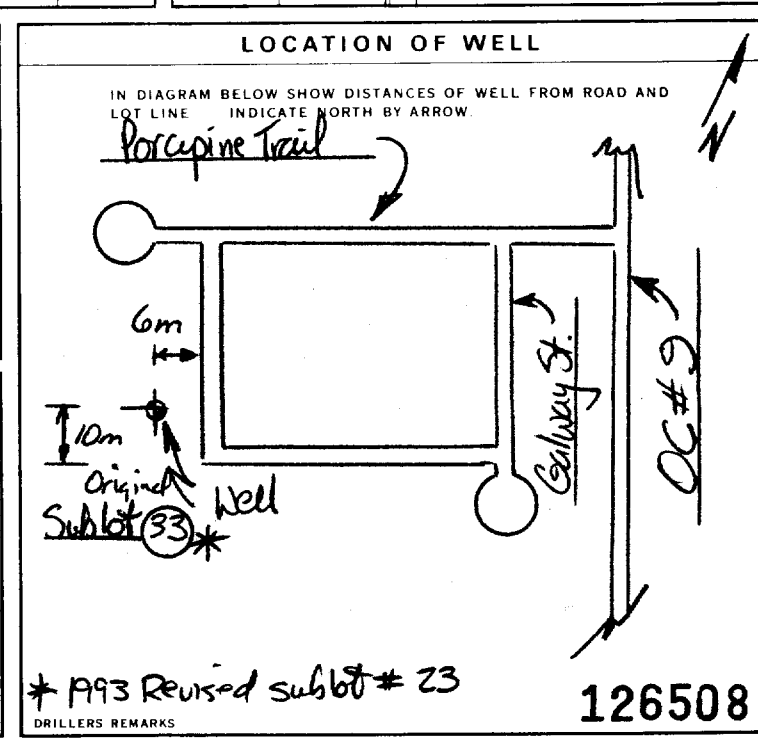 LOCATION OF WELL
IN DIAGRAM BELOW SHOW DISTANCES OF WELL FROM ROAD AND
LOT LINE INDICATE NORTH BY ARROW.
N
Porcupine Trail
6m
10m
Original
Well
Sublot 33 *
Galway St.
OC # 9
* 1993 Revised sublot # 23
DRILLERS REMARKS
126508